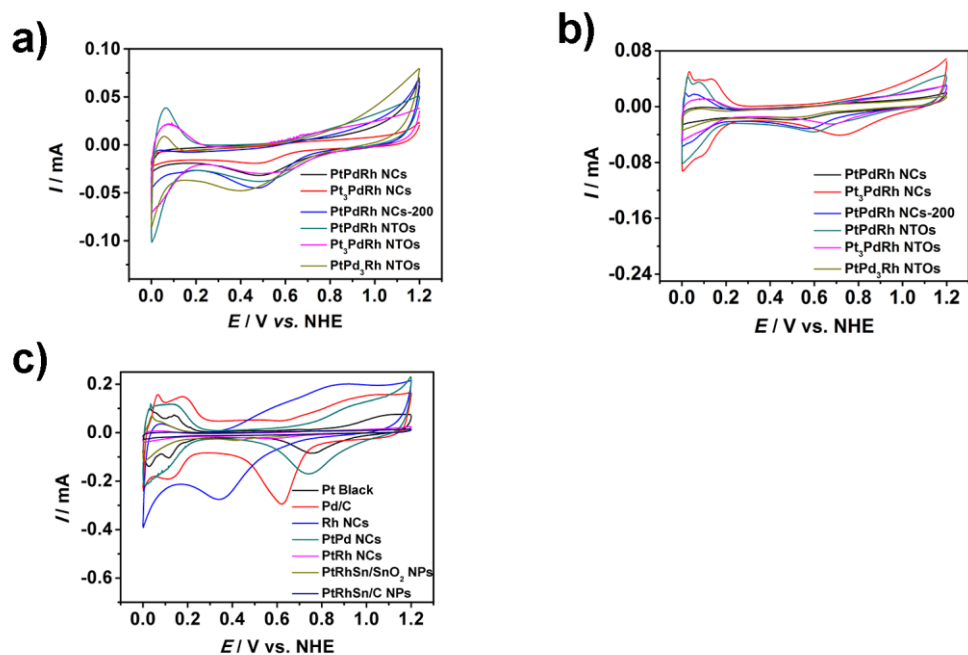 a)
0.10
0.05
0.00
-0.05
-0.10
I / mA
PtPdRh NCs
Pt₃PdRh NCs
PtPdRh NCs-200
PtPdRh NTOs
Pt₃PdRh NTOs
PtPd₃Rh NTOs
0.0 0.2 0.4 0.6 0.8 1.0 1.2
E / V vs. NHE
b)
0.08
0.00
-0.08
-0.16
-0.24
I / mA
PtPdRh NCs
Pt₃PdRh NCs
PtPdRh NCs-200
PtPdRh NTOs
Pt₃PdRh NTOs
PtPd₃Rh NTOs
0.0 0.2 0.4 0.6 0.8 1.0 1.2
E / V vs. NHE
c)
0.2
0.0
-0.2
-0.4
-0.6
I / mA
Pt Black
Pd/C
Rh NCs
PtPd NCs
PtRh NCs
PtRhSn/SnO₂ NPs
PtRhSn/C NPs
0.0 0.2 0.4 0.6 0.8 1.0 1.2
E / V vs. NHE